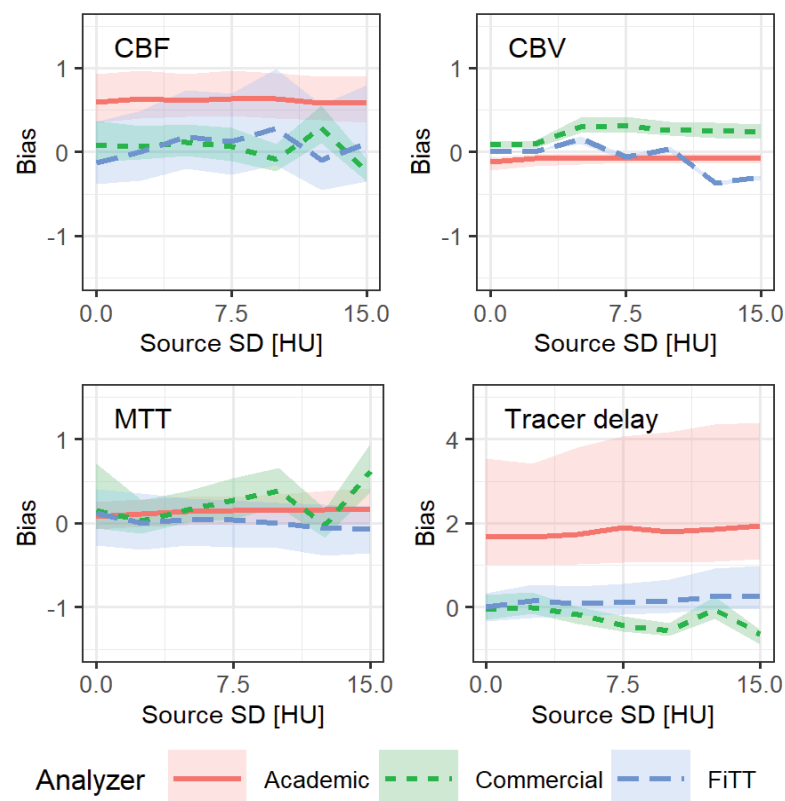 CBF
1
0
-1
Bias
0.0 7.5 15.0
Source SD [HU]
CBV
1
0
-1
Bias
0.0 7.5 15.0
Source SD [HU]
MTT
1
0
-1
Bias
0.0 7.5 15.0
Source SD [HU]
Tracer delay
4
2
0
Bias
0.0 7.5 15.0
Source SD [HU]
Analyzer Academic Commercial FiTT